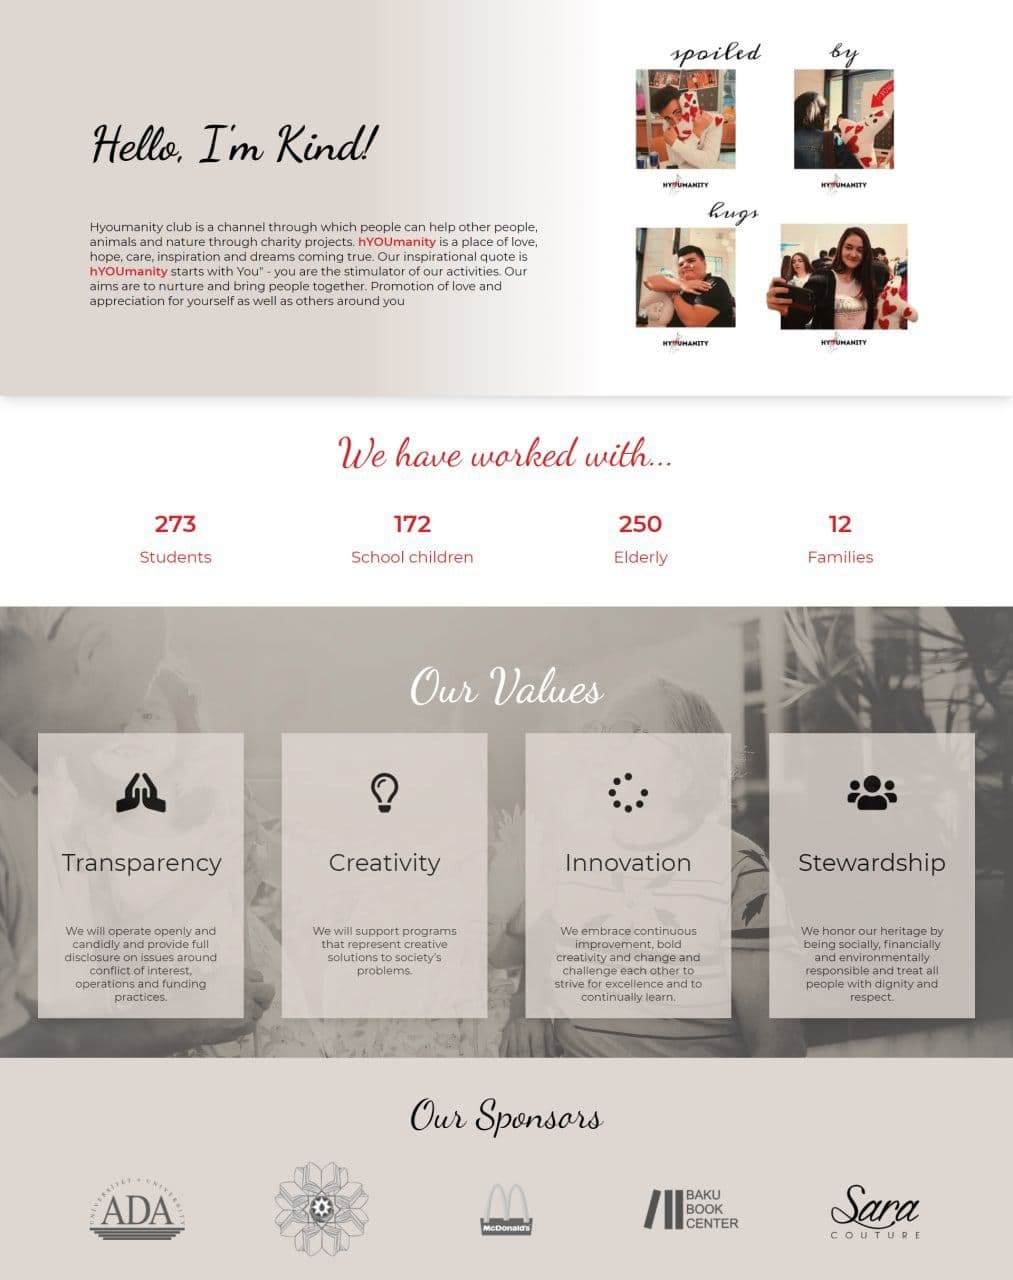 spoiled by
Hello, I'm Kind!
HYYOUMANITY
HYYOUMANITY
hugs
Hyoumanity club is a channel through which people can help other people,
animals and nature through charity projects. hYOUmanity is a place of love,
hope, care, inspiration and dreams coming true. Our inspirational quote is
hYOUmanity starts with You" - you are the stimulator of our activities. Our
aims are to nurture and bring people together. Promotion of love and
appreciation for yourself as well as others around you
HYYOUMANITY
HYYOUMANITY
We have worked with...
273
Students
172
School children
250
Elderly
12
Families
Our Values
Transparency
We will operate openly and
candidly and provide full
disclosure on issues around
conflict of interest,
operations and funding
practices.
Creativity
We will support programs
that represent creative
solutions to society's
problems.
Innovation
We embrace continuous
improvement, bold
creativity and change and
challenge each other to
strive for excellence and to
continually learn.
Stewardship
We honor our heritage by
being socially, financially
and environmentally
responsible and treat all
people with dignity and
respect.
Our Sponsors
UNIVERSITET • UNIVERSITY
ADA
McDonald's
BAKU
BOOK
CENTER
Sara
COUTURE